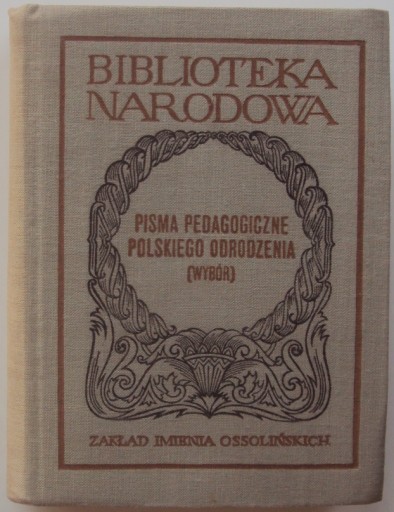 BIBLIOTEKA
NARODOWA
PISMA PEDAGOGICZNE
POLSKIEGO ODRODZENIA
(WYBÓR)
ZAKŁAD IMIENIA OSSOLIŃSKICH